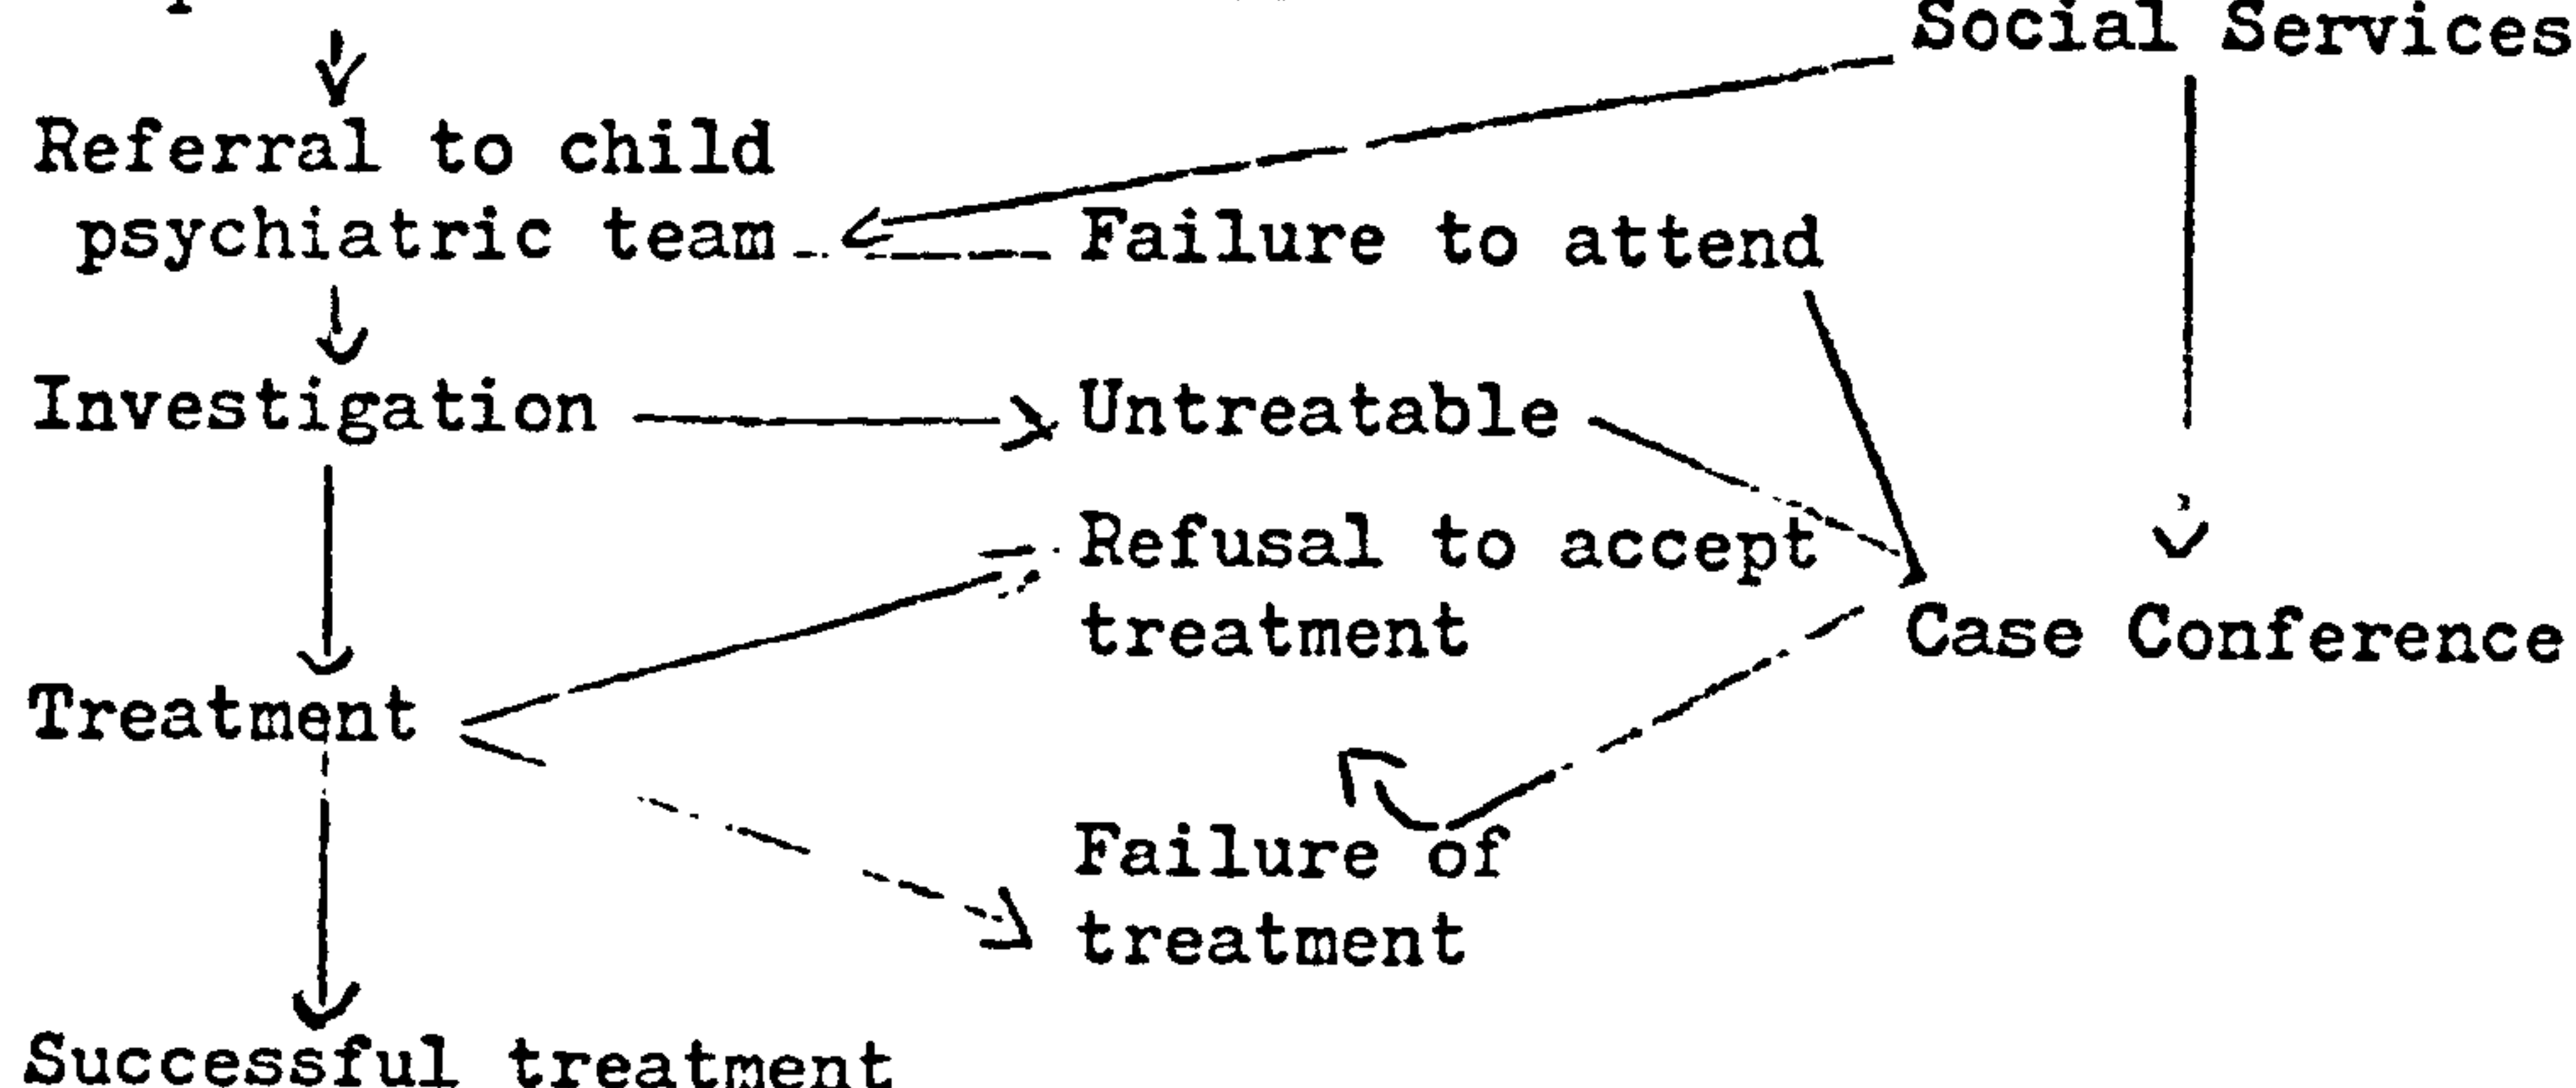 Social Services
Referral to child
psychiatric team
Failure to attend
Investigation
Untreatable
Refusal to accept
treatment
Case Conference
Treatment
Failure of
treatment
Successful treatment